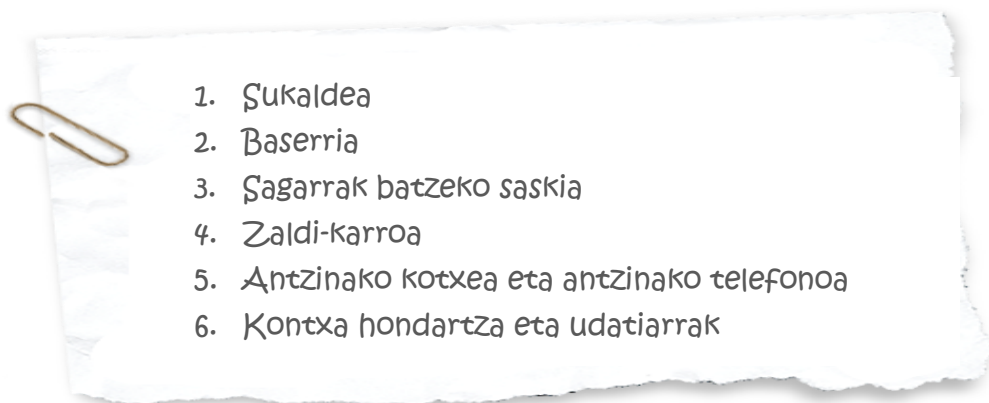 1. Sukaldea
2. Baserria
3. Sagarrak batzeko saskia
4. Zaldi-karroa
5. Antzinako kotxea eta antzinako telefonoa
6. Kontxa hondartza eta udatiarrak